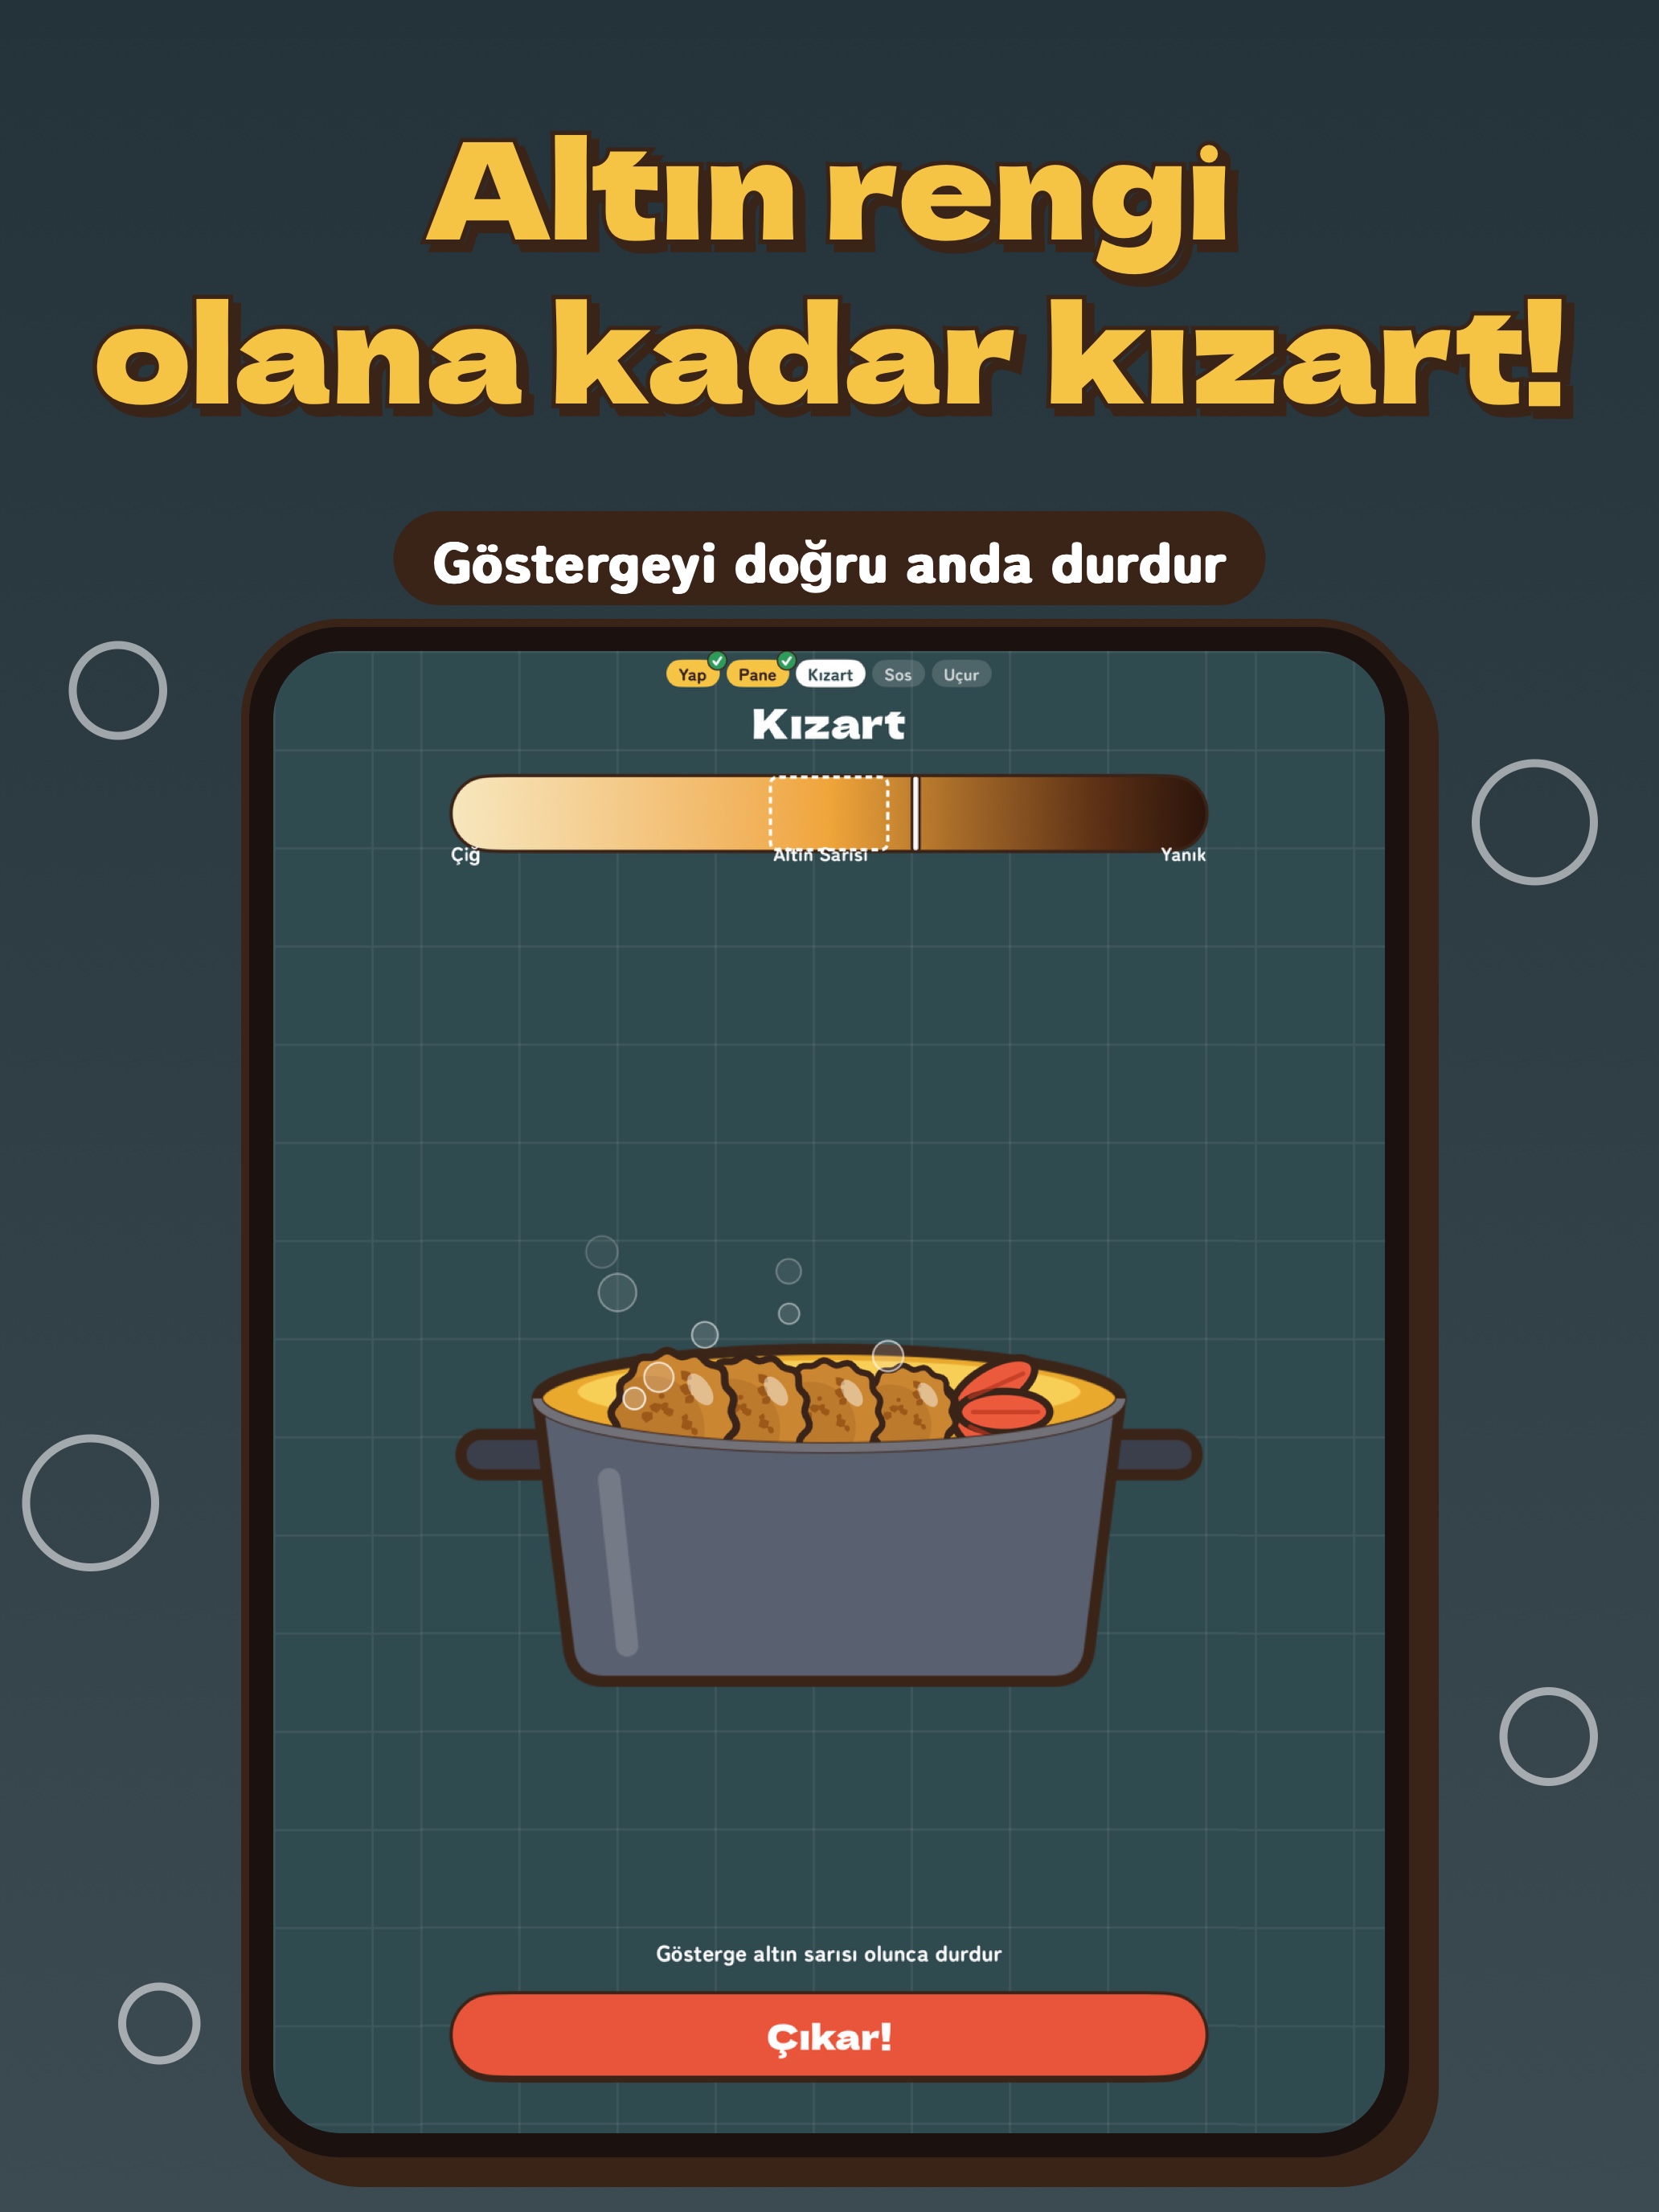 Altın rengi
olana kadar kızart!
Göstergeyi doğru anda durdur
Yap Pane Kızart Sos Uçur
Kızart
Çiğ Altın Sarısı Yanık
Gösterge altın sarısı olunca durdur
Çıkar!